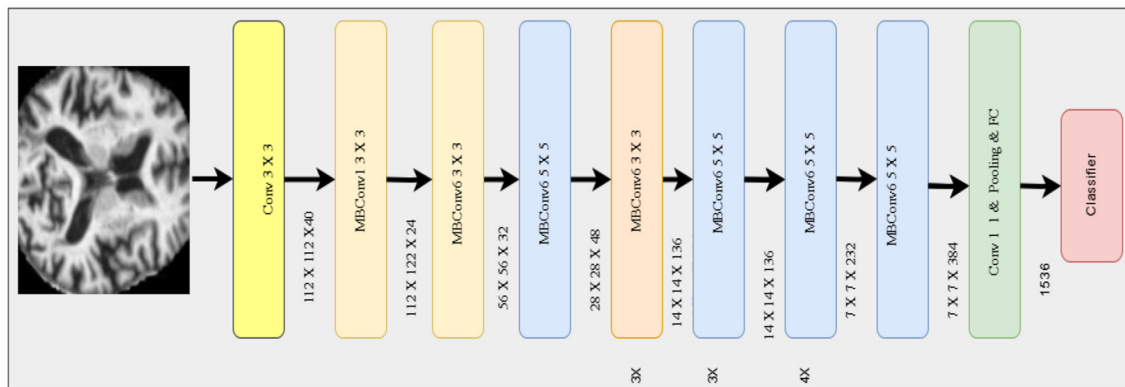 Conv 3 X 3
112 X 112 X40
MBConv1 3 X 3
112 X 122 X 24
MBConv6 3 X 3
56 X 56 X 32
MBConv6 5 X 5
28 X 28 X 48
MBConv6 3 X 3
3X
14 X 14 X 136
MBConv6 5 X 5
3X
14 X 14 X 136
MBConv6 5 X 5
4X
7 X 7 X 232
MBConv6 5 X 5
7 X 7 X 384
Conv 1 1 & Pooling & FC
1536
Classifier